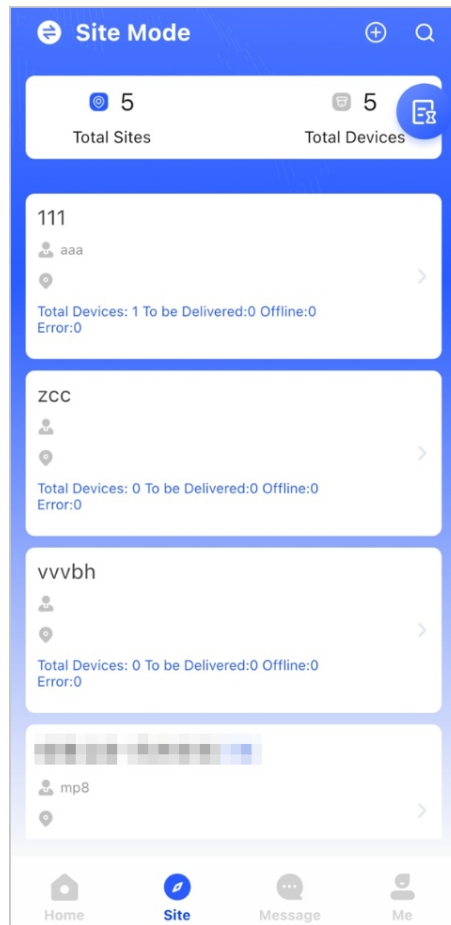 Site Mode
5
Total Sites
5
Total Devices
111
aaa
Total Devices: 1 To be Delivered:0 Offline:0
Error:0
zcc
Total Devices: 0 To be Delivered:0 Offline:0
Error:0
vvvbh
Total Devices: 0 To be Delivered:0 Offline:0
Error:0
mp8
Home
Site
Message
Me